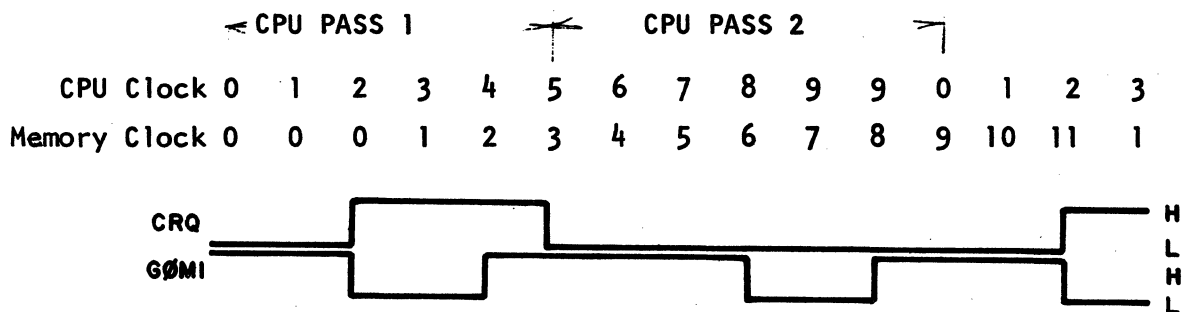 CPU PASS 1 CPU PASS 2
CPU Clock 0 1 2 3 4 5 6 7 8 9 9 0 1 2 3
Memory Clock 0 0 0 1 2 3 4 5 6 7 8 9 10 11 1
CRQ H
L
GØMI H
L